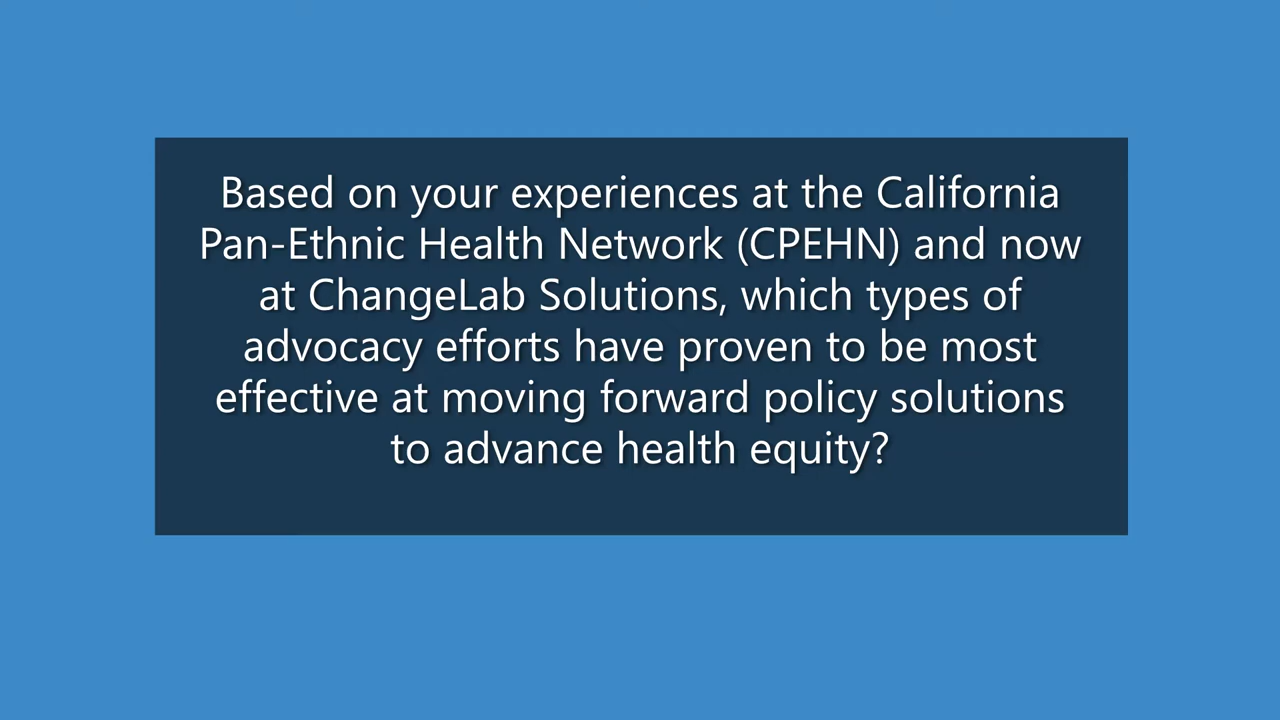 Based on your experiences at the California
Pan-Ethnic Health Network (CPEHN) and now
at ChangeLab Solutions, which types of
advocacy efforts have proven to be most
effective at moving forward policy solutions
to advance health equity?